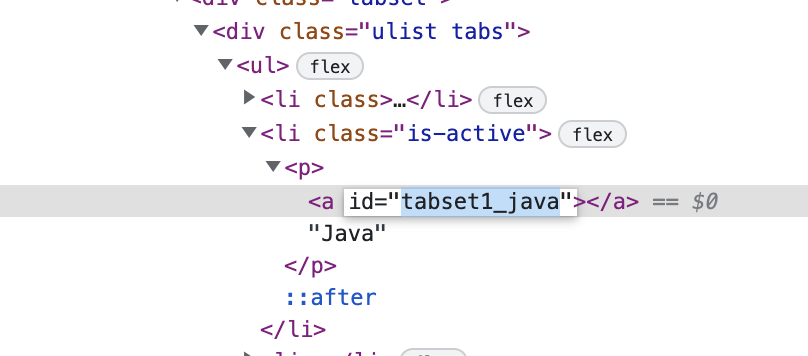 <div class="tabset">
<div class="ulist tabs">
<ul> flex
<li class>…</li> flex
<li class="is-active"> flex
<p>
<a id="tabset1_java"></a> == $0
"Java"
</p>
::after
</li>